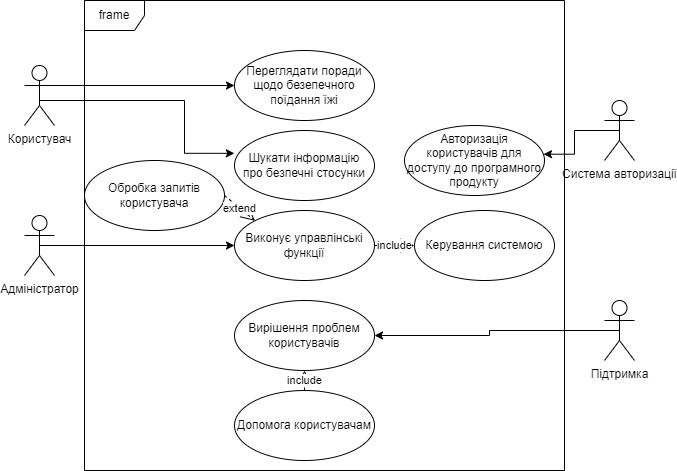 frame
Переглядати поради
щодо безепечного
поїдання їжі
Користувач
Шукати інформацію
про безпечні стосунки
Авторизація
користувачів для
доступу до програмного
продукту
Система авторизації
Обробка запитів
користувача
extend
Виконує управлінські
функції
include
Керування системою
Адміністратор
Вирішення проблем
користувачів
Підтримка
include
Допомога користувачам